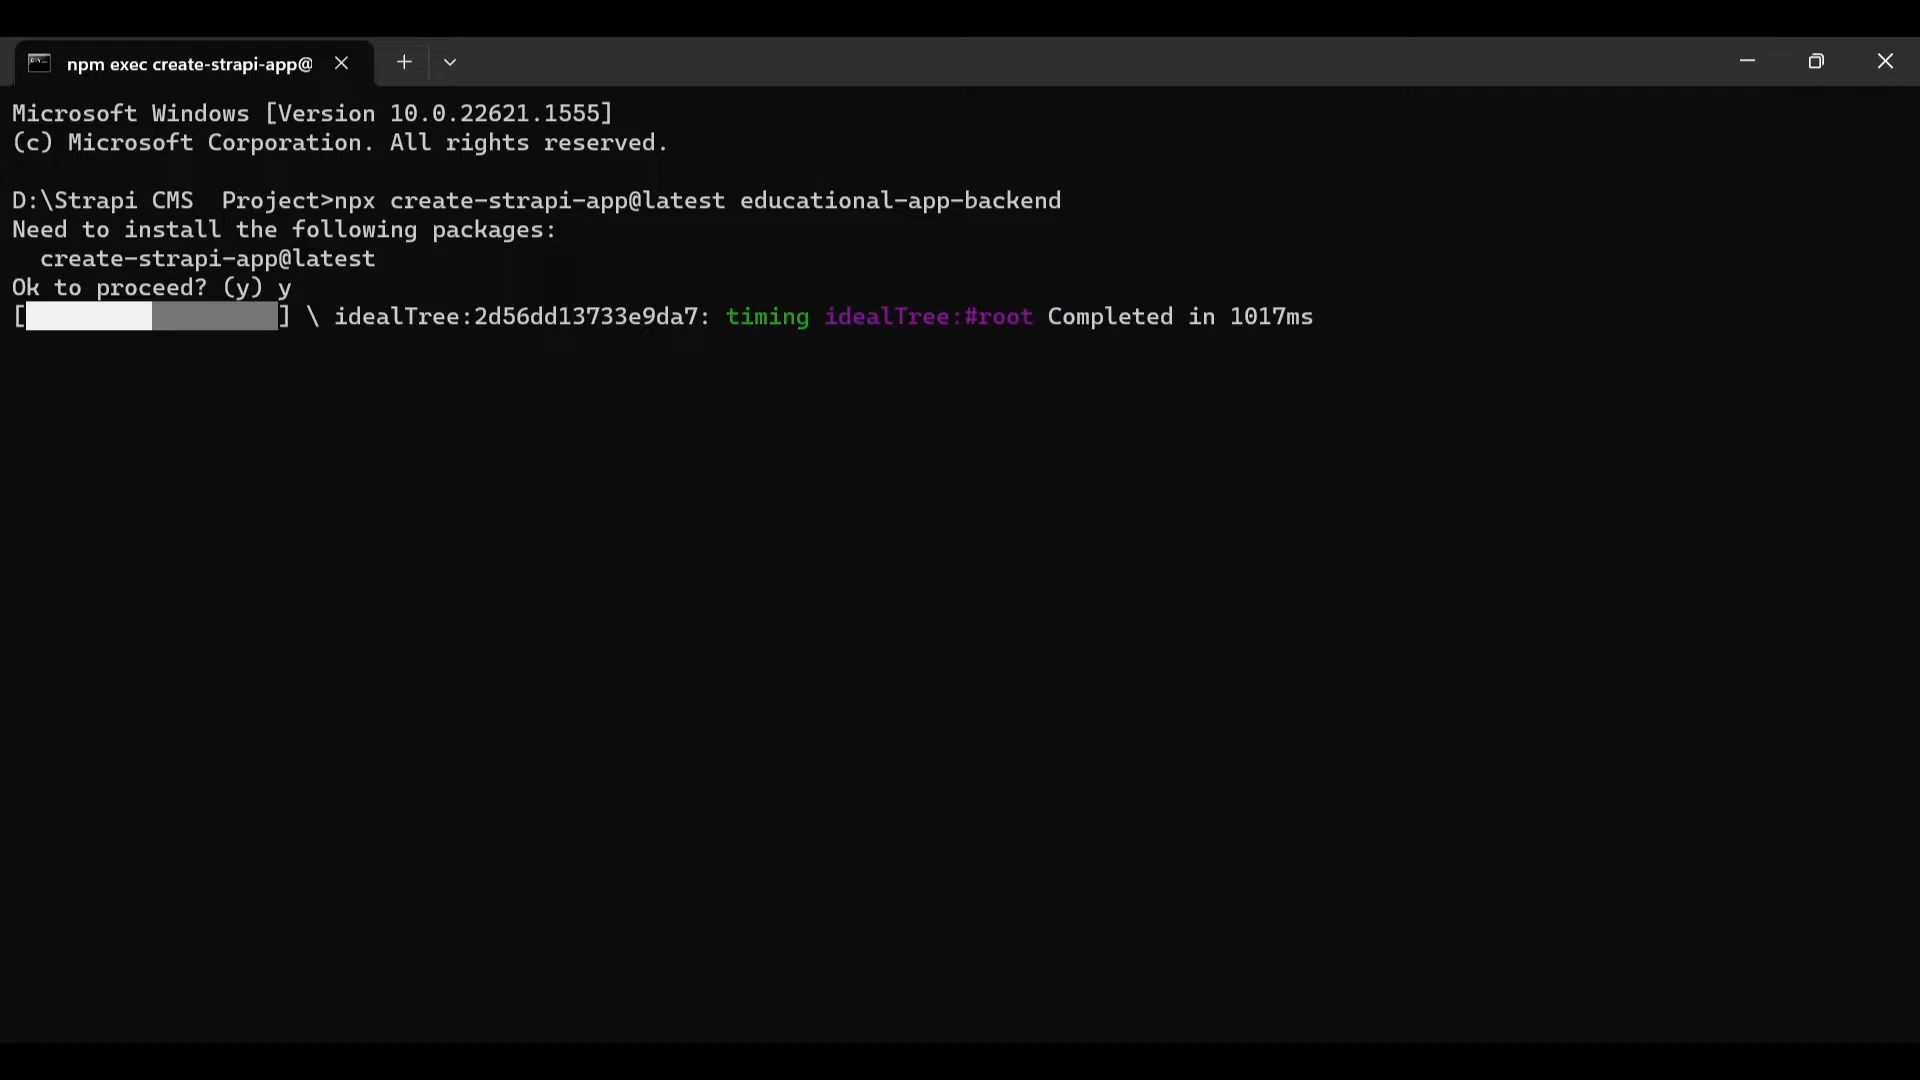 npm exec create-strapi-app@
Microsoft Windows [Version 10.0.22621.1555]
(c) Microsoft Corporation. All rights reserved.
D:\Strapi CMS  Project>npx create-strapi-app@latest educational-app-backend
Need to install the following packages:
  create-strapi-app@latest
Ok to proceed? (y) y
[                  ] \ idealTree:2d56dd13733e9da7: timing idealTree:#root Completed in 1017ms